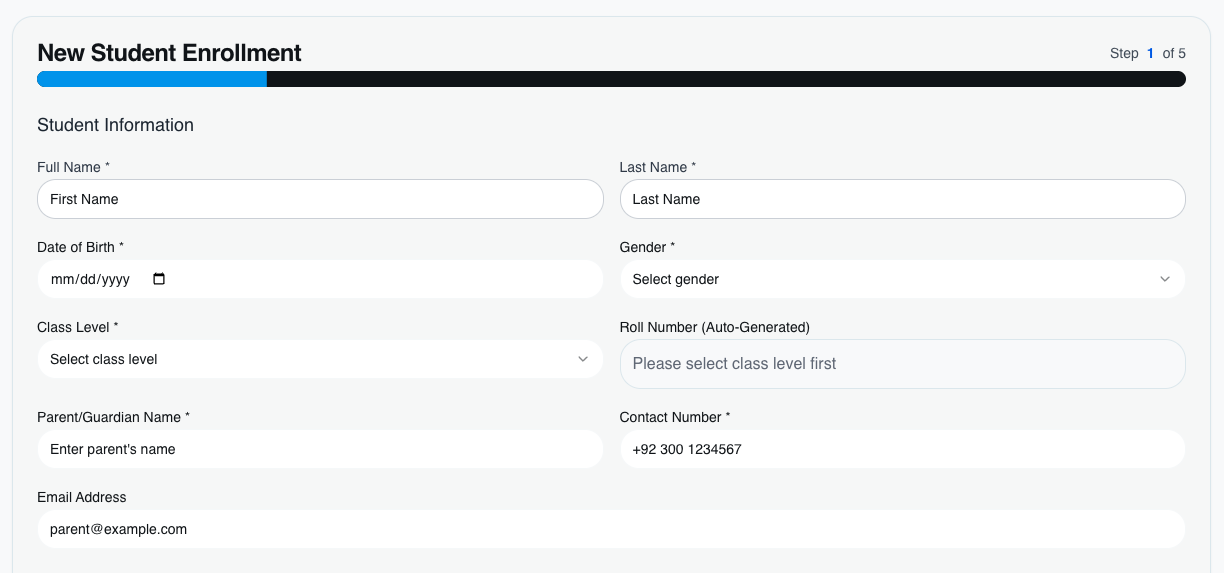 New Student Enrollment
Step 1 of 5
Student Information
Full Name *
Last Name *
First Name
Last Name
Date of Birth *
Gender *
mm/dd/yyyy
Select gender
Class Level *
Roll Number (Auto-Generated)
Select class level
Please select class level first
Parent/Guardian Name *
Contact Number *
Enter parent's name
+92 300 1234567
Email Address
parent@example.com